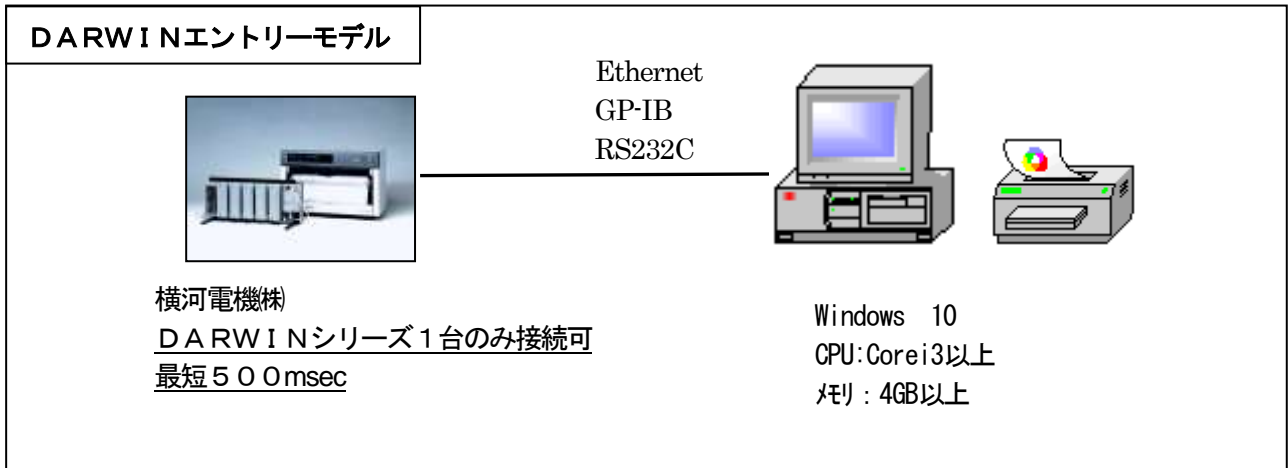 DARWINエントリーモデル
Ethernet
GP-IB
RS232C
横河電機㈱
DARWINシリーズ1台のみ接続可
最短500msec
Windows 10
CPU:Corei3以上
ﾒﾓﾘ:4GB以上